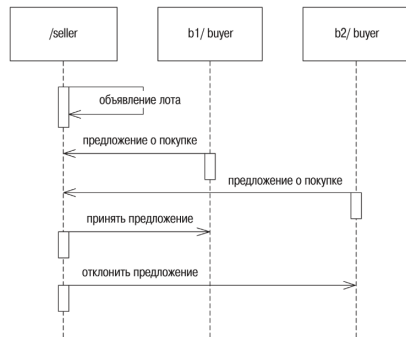 /seller
b1/ buyer
b2/ buyer
объявление лота
предложение о покупке
предложение о покупке
принять предложение
отклонить предложение